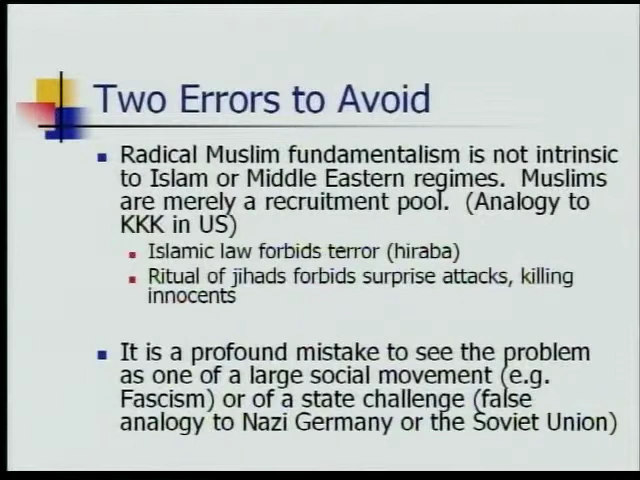 Two Errors to Avoid
Radical Muslim fundamentalism is not intrinsic
to Islam or Middle Eastern regimes. Muslims
are merely a recruitment pool. (Analogy to
KKK in US)
Islamic law forbids terror (hiraba)
Ritual of jihads forbids surprise attacks, killing
innocents
It is a profound mistake to see the problem
as one of a large social movement (e.g.
Fascism) or of a state challenge (false
analogy to Nazi Germany or the Soviet Union)